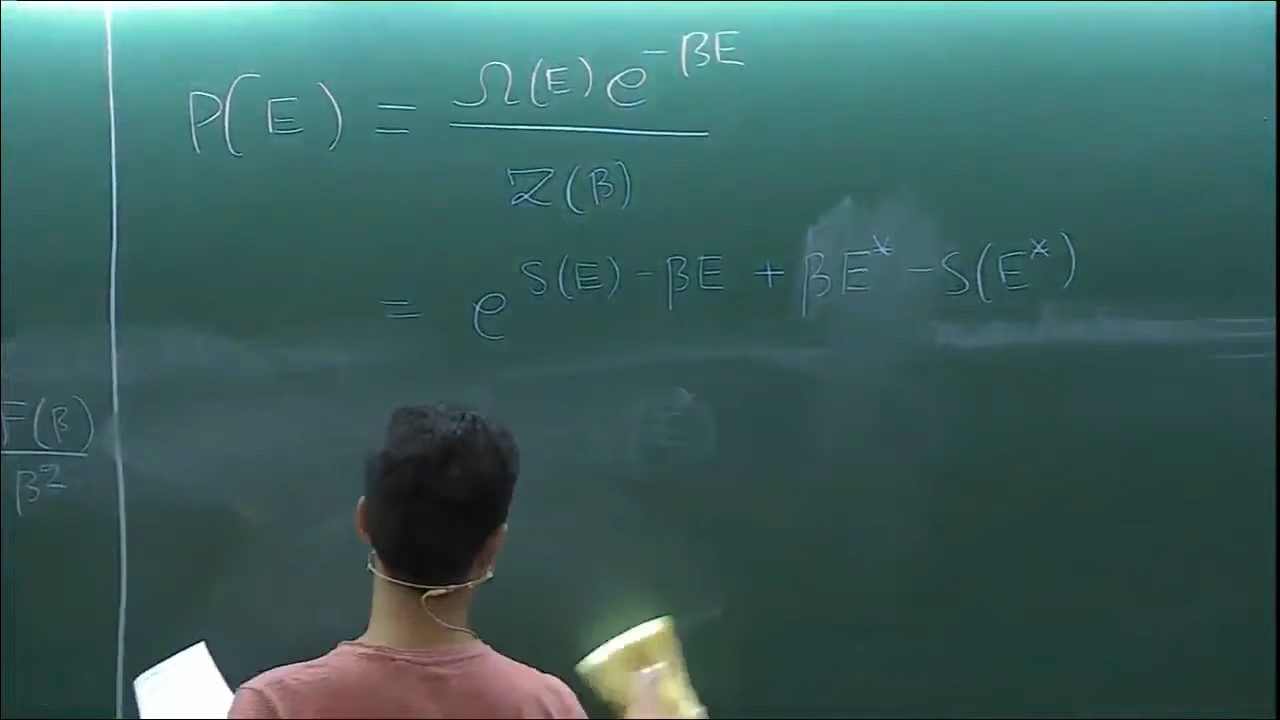 P(E) = Ω(E) e^{-βE} / Z(β)
= e^{S(E) - βE + βE* - S(E*)}
F(β) / β²